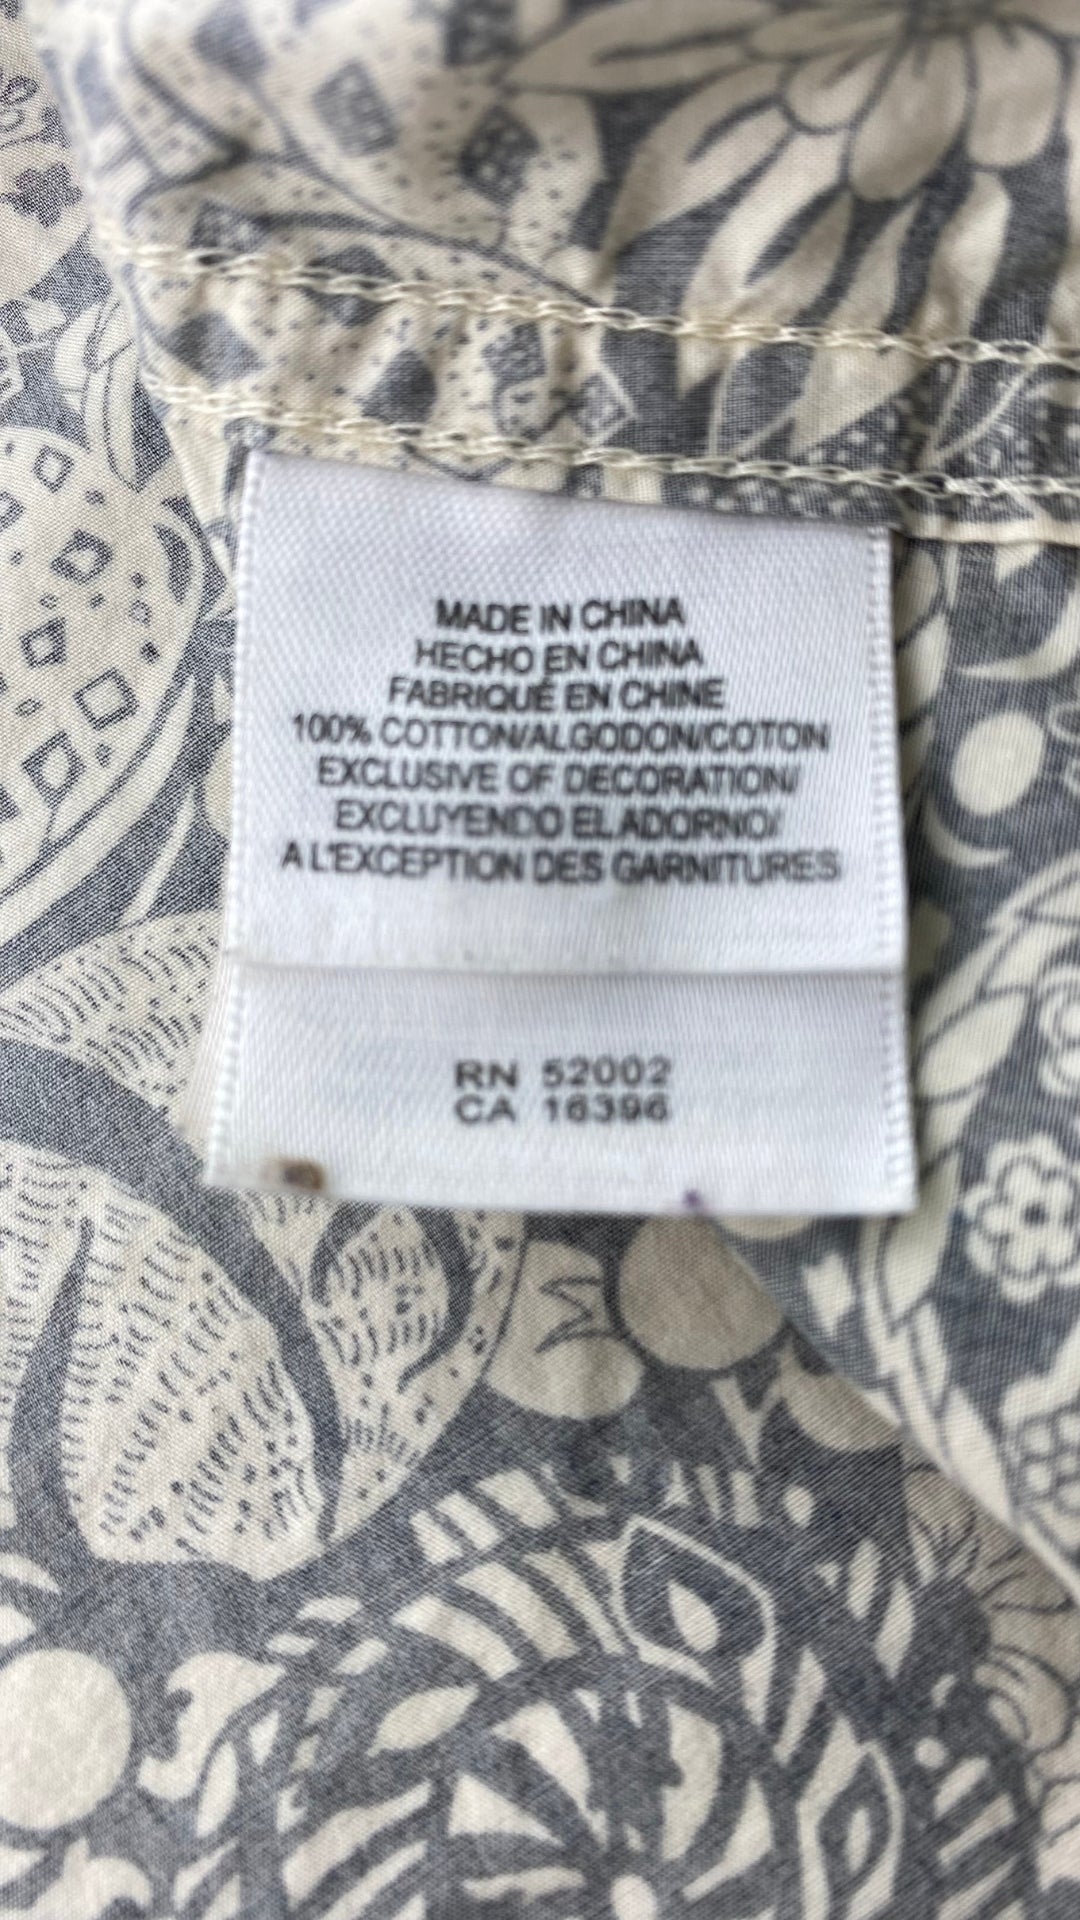 MADE IN CHINA
HECHO EN CHINA
FABRIQUÉ EN CHINE
100% COTTON/ALGODON/COTON
EXCLUSIVE OF DECORATION/
EXCLUYENDO EL ADORNO/
A L'EXCEPTION DES GARNITURES
RN 52002
CA 16396